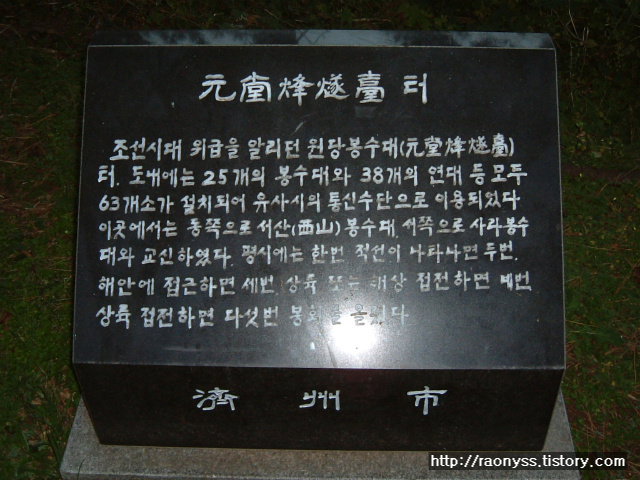 元堂烽燧臺 터
조선시대 위급을 알리던 원당봉수대(元堂烽燧臺)
터. 도내에는 25개의 봉수대와 38개의 연대 등 모두
63개소가 설치되어 유사시의 통신수단으로 이용되었다
이곳에서는 동쪽으로 서산(西山) 봉수대, 서쪽으로 사라봉수
대와 교신하였다. 평시에는 한번 적선이 나타나면 두번.
해안에 접근하면 세번 상륙 또는 해상 접전하면 네번
상륙 접전하면 다섯번 봉화를 올렸다
濟州市
http://raonyss.tistory.com